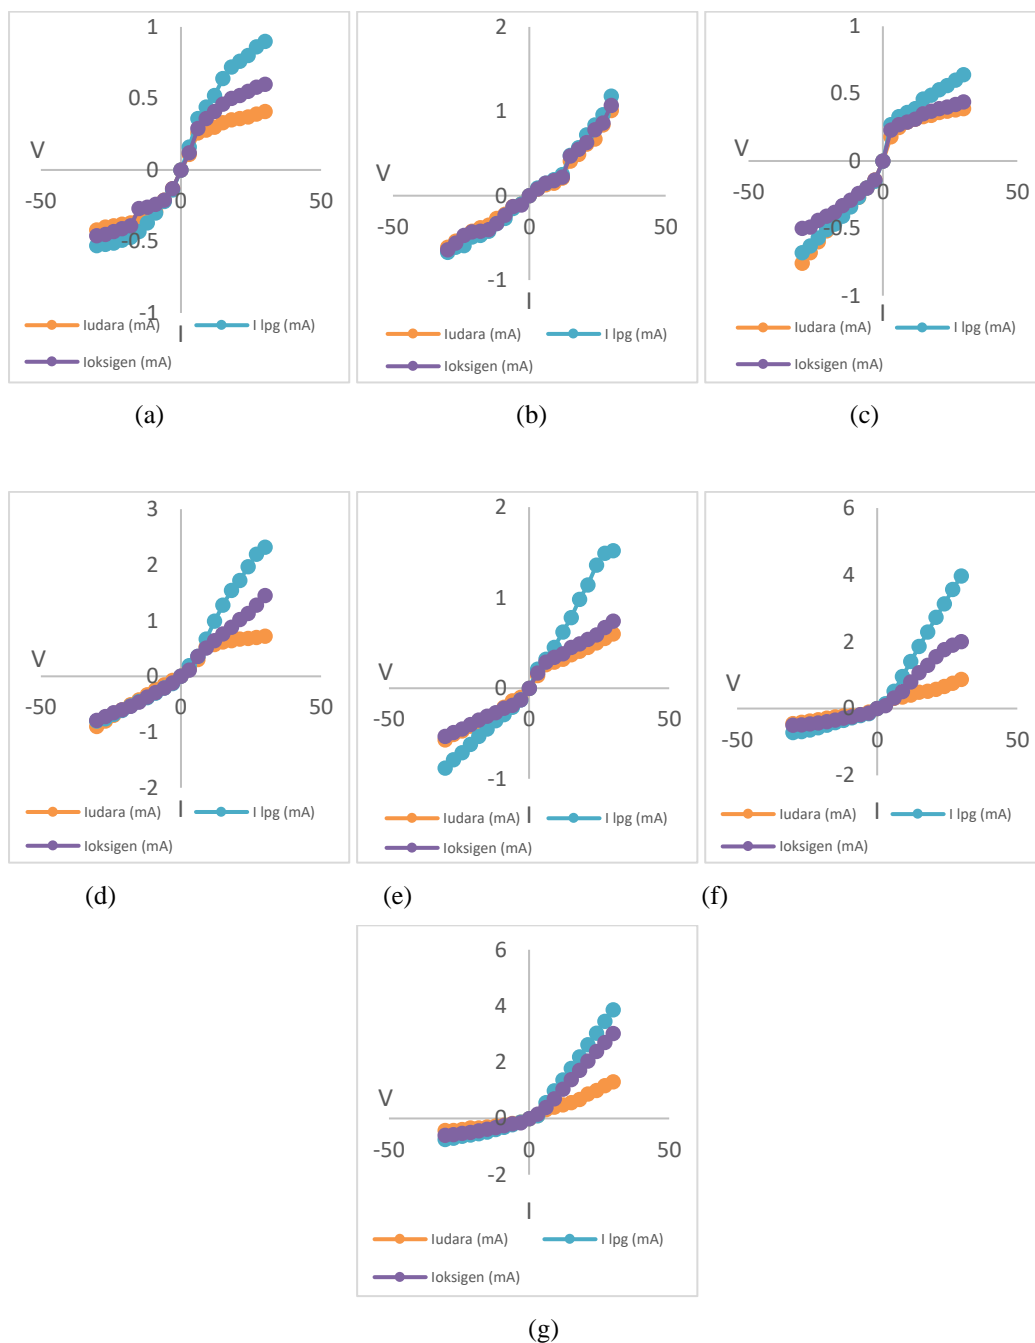 1
0.5
V
0
-50
0
50
-0.5
-1
I
Iudara (mA)
I lpg (mA)
Ioksigen (mA)
2
1
V
0
-50
0
50
-1
I
Iudara (mA)
I lpg (mA)
Ioksigen (mA)
1
0.5
V
0
-50
0
50
-0.5
-1
I
Iudara (mA)
I lpg (mA)
Ioksigen (mA)
(a)
(b)
(c)
3
2
1
V
0
-50
0
50
-1
-2
I
Iudara (mA)
I lpg (mA)
Ioksigen (mA)
2
1
V
0
-50
0
50
-1
I
Iudara (mA)
I lpg (mA)
Ioksigen (mA)
6
4
2
V
0
-50
0
50
-2
I
Iudara (mA)
I lpg (mA)
Ioksigen (mA)
(d)
(e)
(f)
6
4
2
V
0
-50
0
50
-2
I
Iudara (mA)
I lpg (mA)
Ioksigen (mA)
(g)